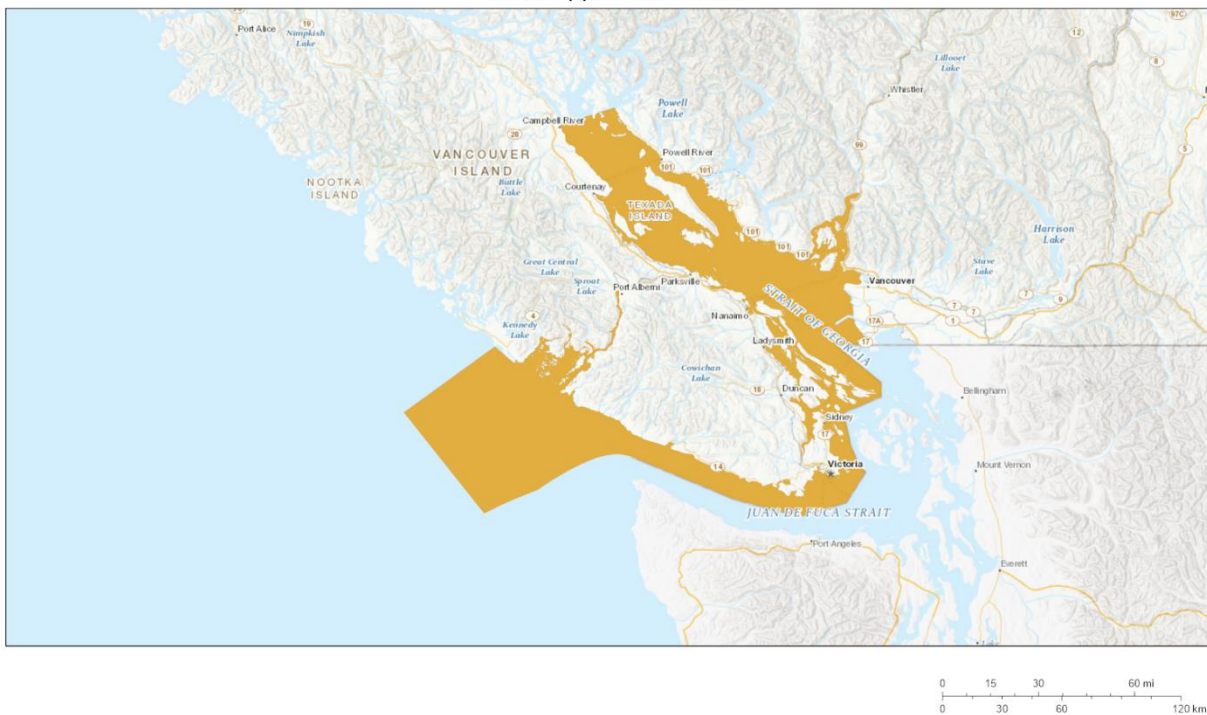 97C
19
Port Alice
Nimpkish
Lake
12
Lillooet
Lake
8
Whistler
Powell
Lake
Campbell River
28
99
5
VANCOUVER
ISLAND
Powell River
101
101
NOOTKA
ISLAND
Buttle
Lake
Courtenay
TEXADA
ISLAND
101
101
101
Harrison
Lake
Great Central
Lake
Sproat
Lake
Port Alberni
Parksville
Stave
Lake
Vancouver
7
7
9
1
17A
17
STRAIT OF GEORGIA
Nanaimo
4
Kennedy
Lake
Ladysmith
Cowichan
Lake
18
Duncan
Bellingham
Sidney
17
14
Victoria
Mount Vernon
JUAN DE FUCA STRAIT
Port Angeles
Everett
Lake
0 15 30 60 mi
0 30 60 120 km